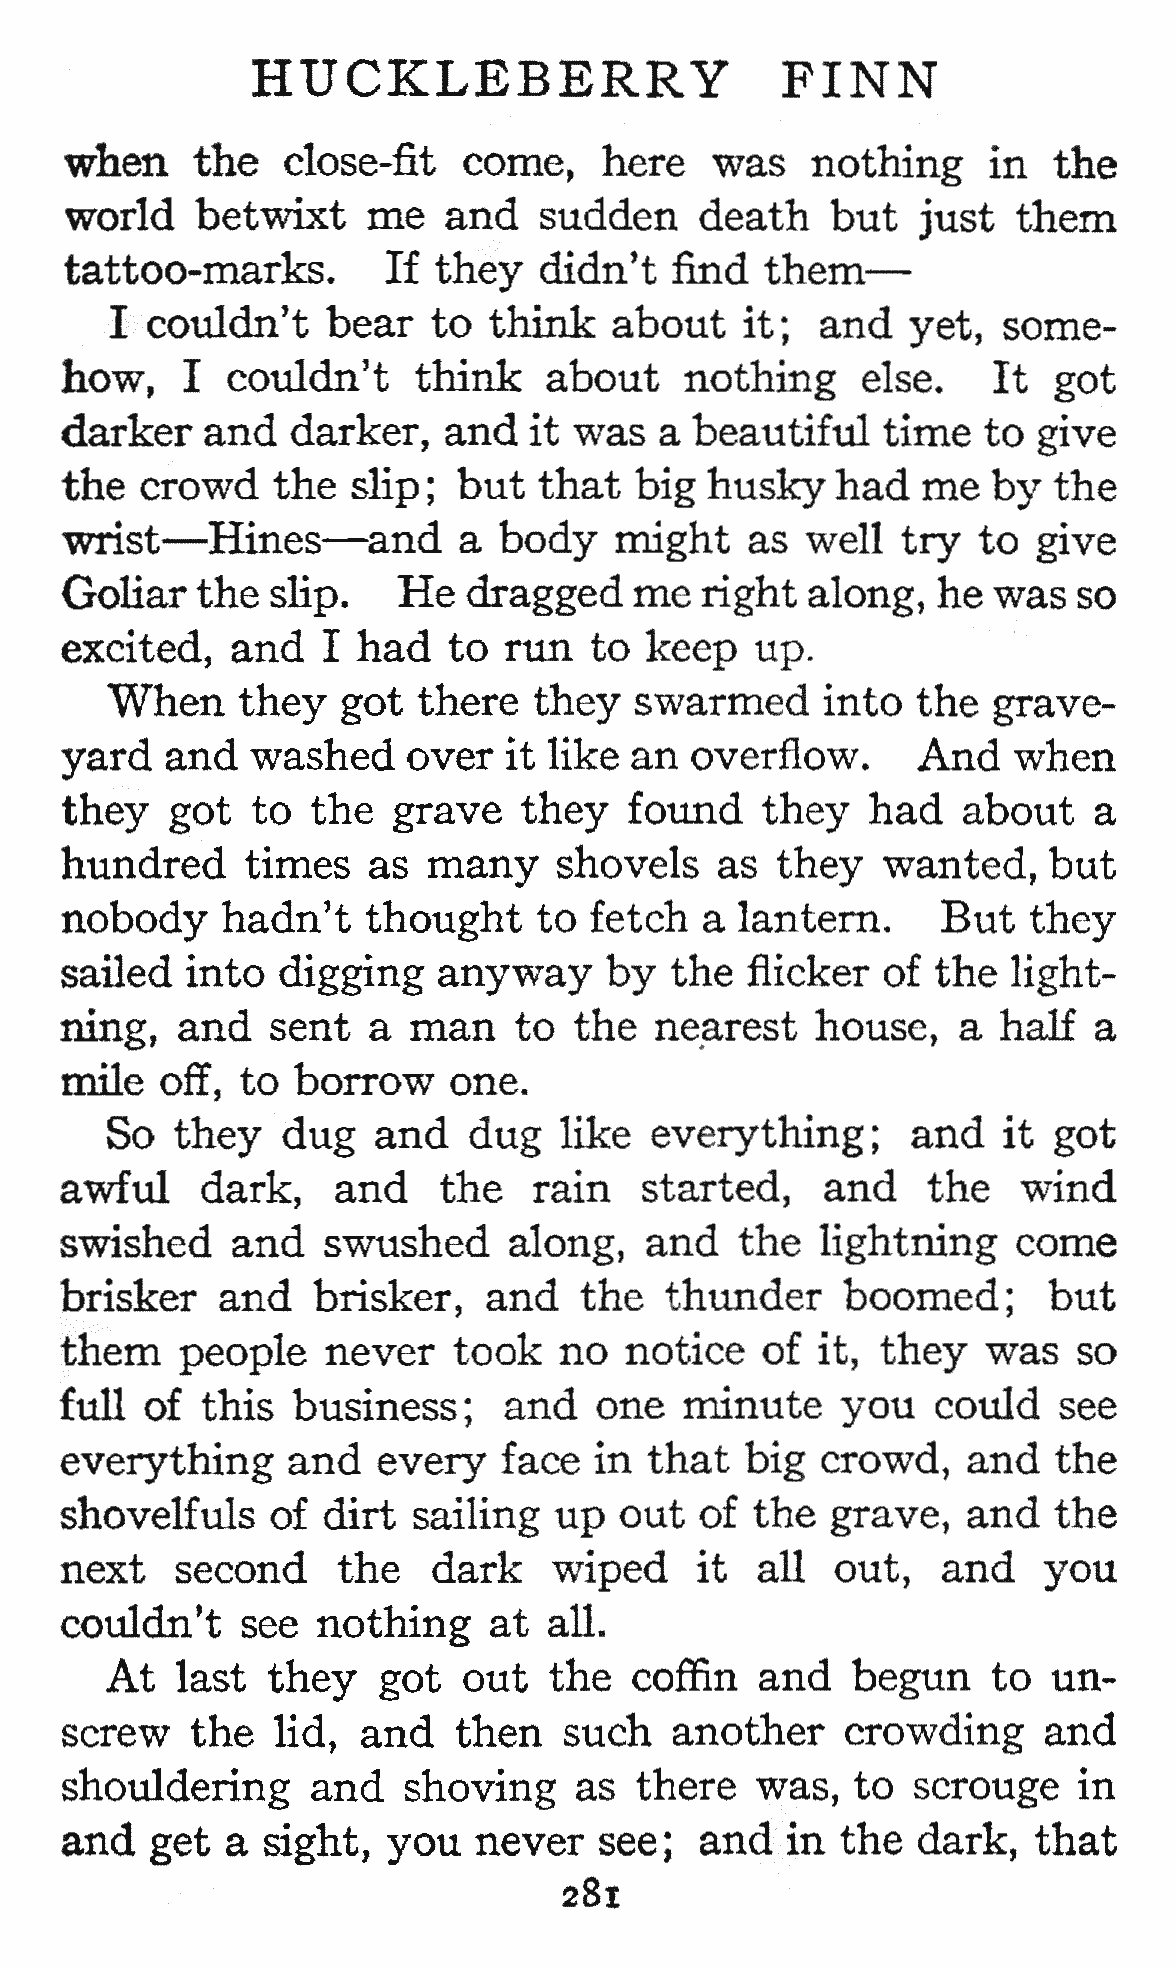 HUCKLEBERRY FINN
when the close-fit come, here was nothing in the
world betwixt me and sudden death but just them
tattoo-marks. If they didn't find them—
I couldn't bear to think about it; and yet, some-
how, I couldn't think about nothing else. It got
darker and darker, and it was a beautiful time to give
the crowd the slip; but that big husky had me by the
wrist—Hines—and a body might as well try to give
Goliar the slip. He dragged me right along, he was so
excited, and I had to run to keep up.
When they got there they swarmed into the grave-
yard and washed over it like an overflow. And when
they got to the grave they found they had about a
hundred times as many shovels as they wanted, but
nobody hadn't thought to fetch a lantern. But they
sailed into digging anyway by the flicker of the light-
ning, and sent a man to the nearest house, a half a
mile off, to borrow one.
So they dug and dug like everything; and it got
awful dark, and the rain started, and the wind
swished and swushed along, and the lightning come
brisker and brisker, and the thunder boomed; but
them people never took no notice of it, they was so
full of this business; and one minute you could see
everything and every face in that big crowd, and the
shovelfuls of dirt sailing up out of the grave, and the
next second the dark wiped it all out, and you
couldn't see nothing at all.
At last they got out the coffin and begun to un-
screw the lid, and then such another crowding and
shouldering and shoving as there was, to scrouge in
and get a sight, you never see; and in the dark, that
281